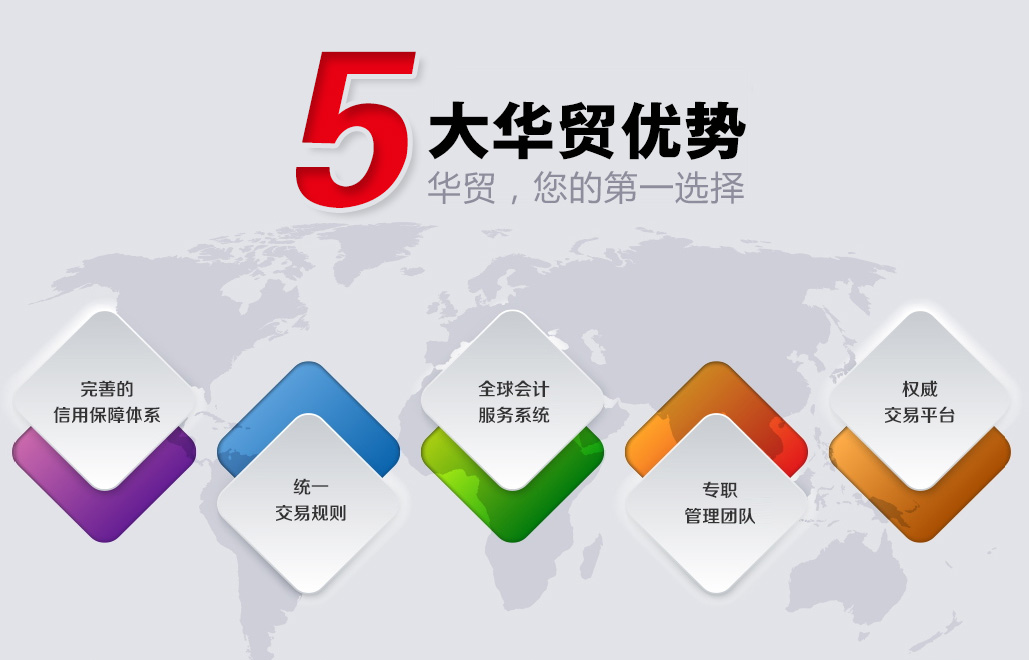 5大华贸优势
华贸，您的第一选择
完善的
信用保障体系
统一
交易规则
全球会计
服务系统
专职
管理团队
权威
交易平台